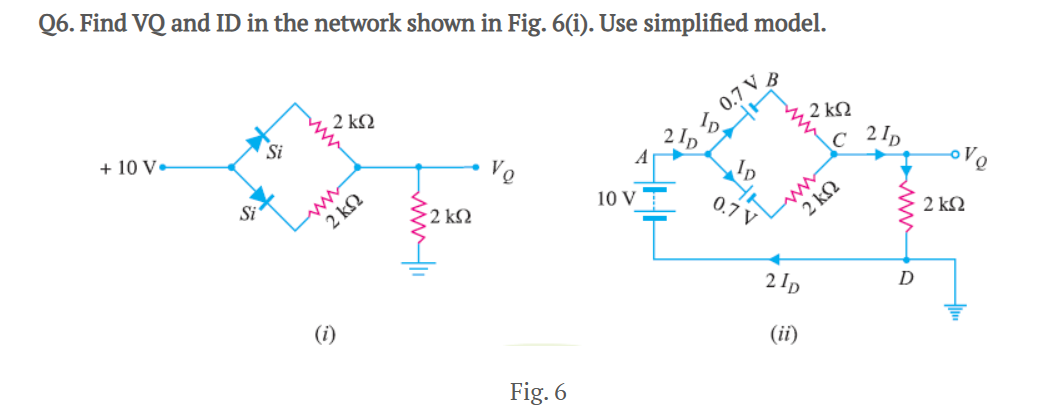 Q6. Find VQ and ID in the network shown in Fig. 6(i). Use simplified model.
2 kΩ
Si
+ 10 V
V_Q
Si
2 kΩ
2 kΩ
(i)
0.7 V
B
2 kΩ
I_D
2 I_D
C
2 I_D
A
V_Q
I_D
10 V
0.7 V
2 kΩ
2 kΩ
2 I_D
D
(ii)
Fig. 6